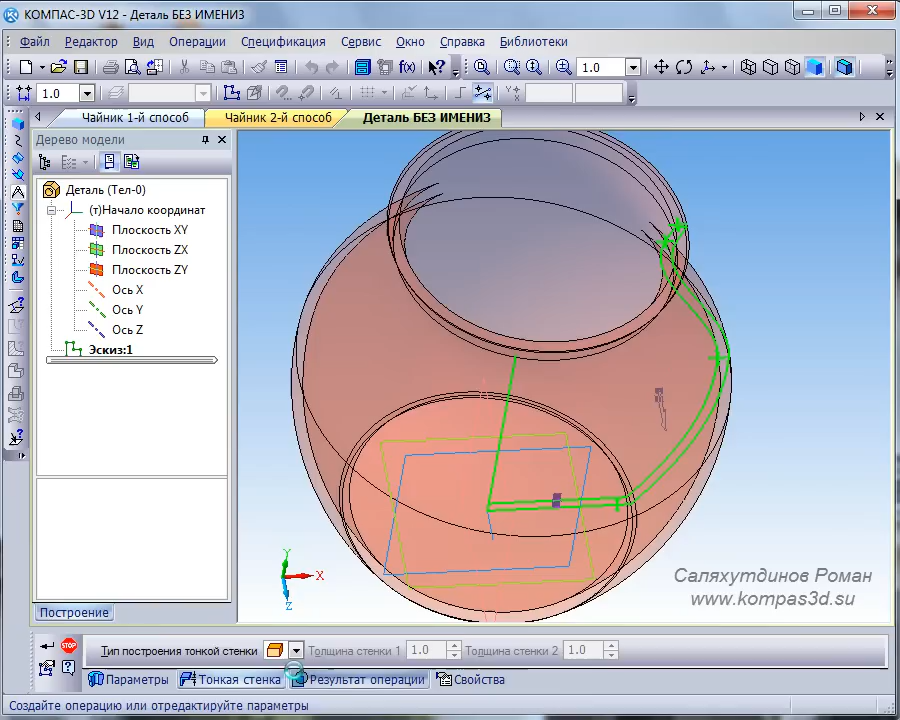 КОМПАС-3D V12 - Деталь БЕЗ ИМЕНИ3
Файл Редактор Вид Операции Спецификация Сервис Окно Справка Библиотеки
f(x) 1.0
1.0
Чайник 1-й способ Чайник 2-й способ Деталь БЕЗ ИМЕНИ3
Дерево модели
Деталь (Тел-0)
(т)Начало координат
Плоскость XY
Плоскость ZX
Плоскость ZY
Ось X
Ось Y
Ось Z
Эскиз:1
Y
X
Z
Саляхутдинов Роман
www.kompas3d.su
Построение
STOP Тип построения тонкой стенки Толщина стенки 1 1.0 Толщина стенки 2 1.0
Параметры Тонкая стенка Результат операции Свойства
Создайте операцию или отредактируйте параметры